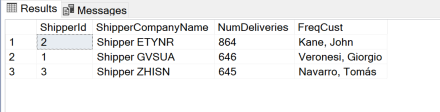 Results Messages
ShipperId ShipperCompanyName NumDeliveries FreqCust
1 2 Shipper ETYNR 864 Kane, John
2 1 Shipper GVSUA 646 Veronesi, Giorgio
3 3 Shipper ZHISN 645 Navarro, Tomás